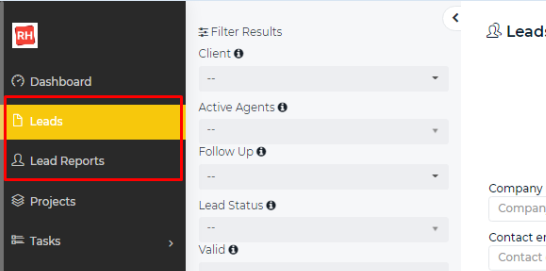 RH
Dashboard
Leads
Lead Reports
Projects
Tasks
Filter Results
Client
--
Active Agents
--
Follow Up
--
Lead Status
--
Valid
Leads
Company
Compan
Contact e
Contact